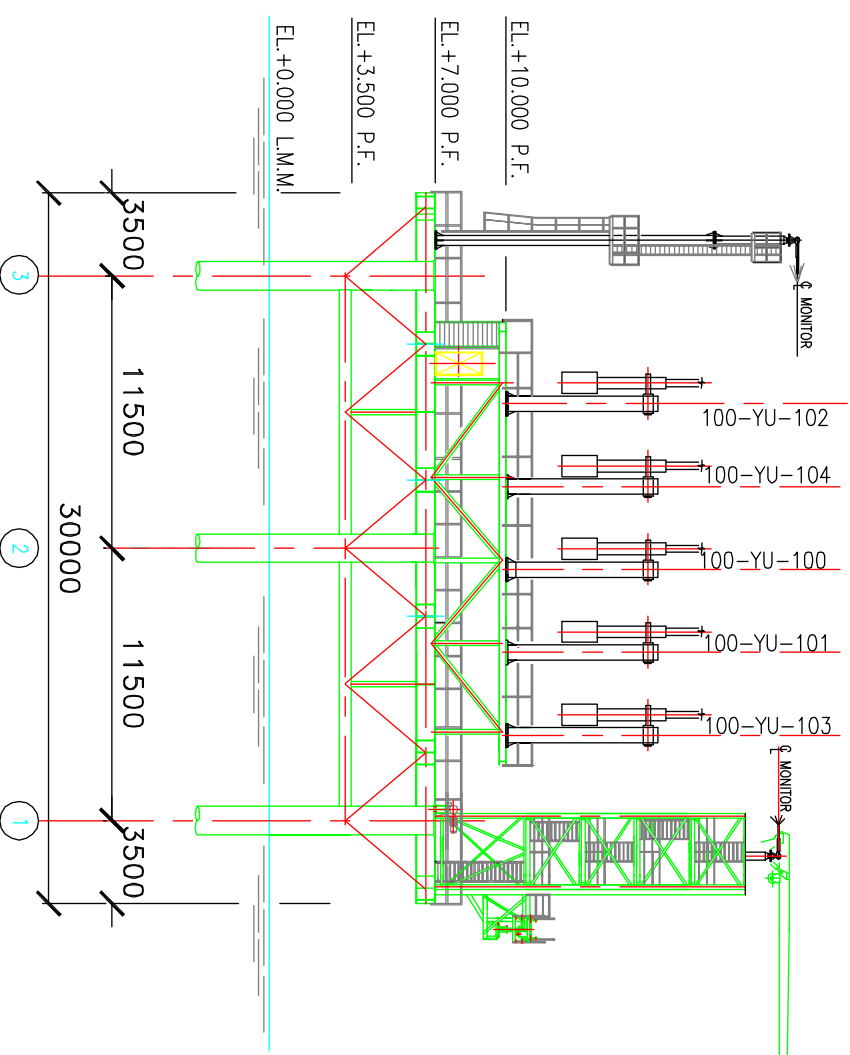 EL.+10.000 P.F.
EL.+7.000 P.F.
EL.+3.500 P.F.
EL.+0.000 L.M.M.
℄ MONITOR
100-YU-102
100-YU-104
100-YU-100
100-YU-101
100-YU-103
℄ MONITOR
3500
11500
11500
3500
30000
3
2
1